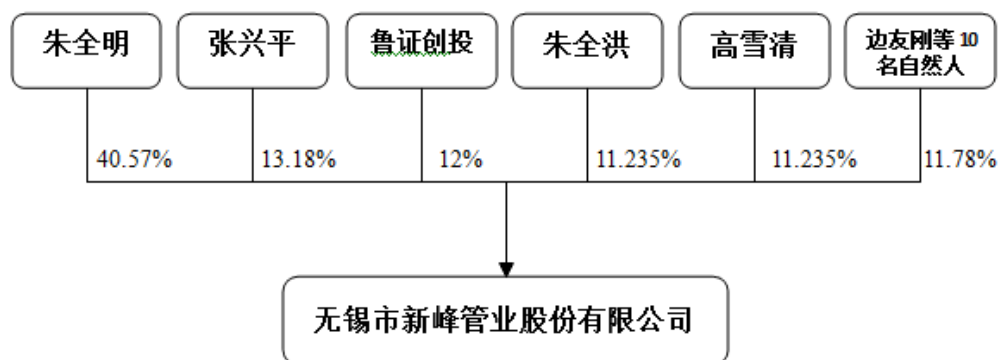 朱全明
张兴平
鲁证创投
朱全洪
高雪清
边友刚等 10
名自然人
40.57%
13.18%
12%
11.235%
11.235%
11.78%
无锡市新峰管业股份有限公司